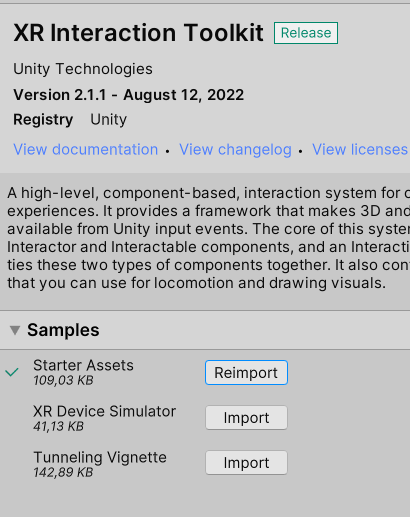 XR Interaction Toolkit Release
Unity Technologies
Version 2.1.1 - August 12, 2022
Registry Unity
View documentation • View changelog • View licenses
A high-level, component-based, interaction system for
experiences. It provides a framework that makes 3D and
available from Unity input events. The core of this
Interactor and Interactable components, and an
ties these two types of components together. It also
that you can use for locomotion and drawing visuals.
Samples
Starter Assets Reimport
109,03 KB
XR Device Simulator Import
41,13 KB
Tunneling Vignette Import
142,89 KB